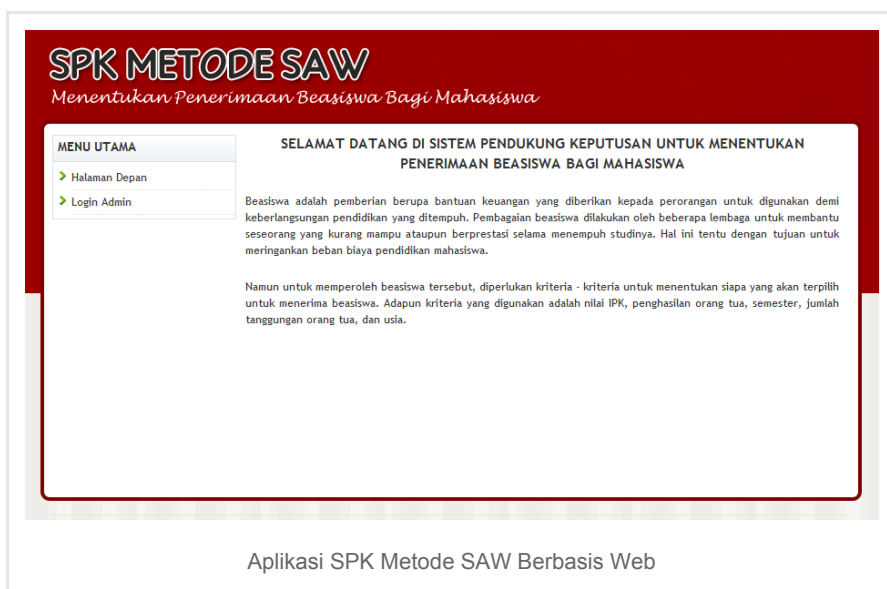 SPK METODE SAW
Menentukan Penerimaan Beasiswa Bagi Mahasiswa
MENU UTAMA
Halaman Depan
Login Admin
SELAMAT DATANG DI SISTEM PENDUKUNG KEPUTUSAN UNTUK MENENTUKAN
PENERIMAAN BEASISWA BAGI MAHASISWA
Beasiswa adalah pemberian berupa bantuan keuangan yang diberikan kepada perorangan untuk digunakan demi
keberlangsungan pendidikan yang ditempuh. Pembagaian beasiswa dilakukan oleh beberapa lembaga untuk membantu
seseorang yang kurang mampu ataupun berprestasi selama menempuh studinya. Hal ini tentu dengan tujuan untuk
meringankan beban biaya pendidikan mahasiswa.
Namun untuk memperoleh beasiswa tersebut, diperlukan kriteria - kriteria untuk menentukan siapa yang akan terpilih
untuk menerima beasiswa. Adapun kriteria yang digunakan adalah nilai IPK, penghasilan orang tua, semester, jumlah
tanggungan orang tua, dan usia.
Aplikasi SPK Metode SAW Berbasis Web